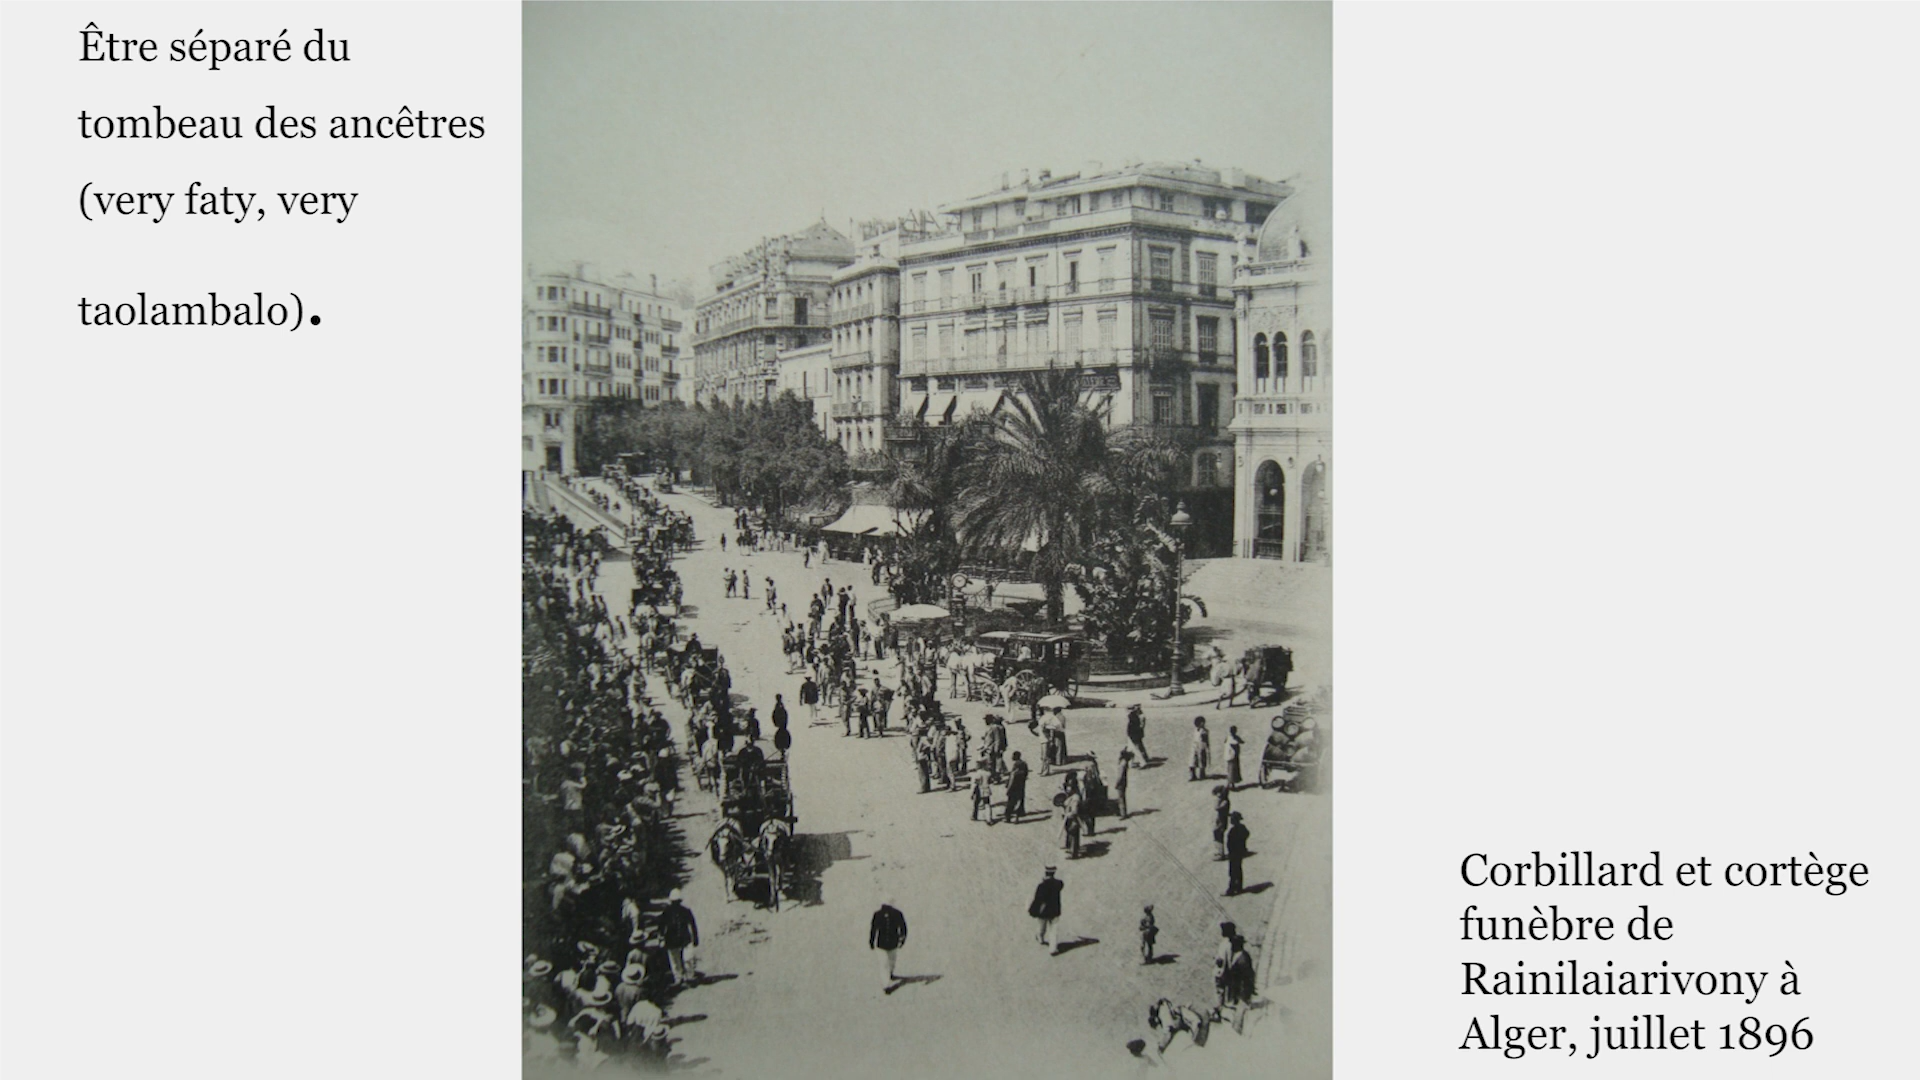 Être séparé du
tombeau des ancêtres
(very faty, very
taolambalo).
Corbillard et cortège
funèbre de
Rainilaiarivony à
Alger, juillet 1896